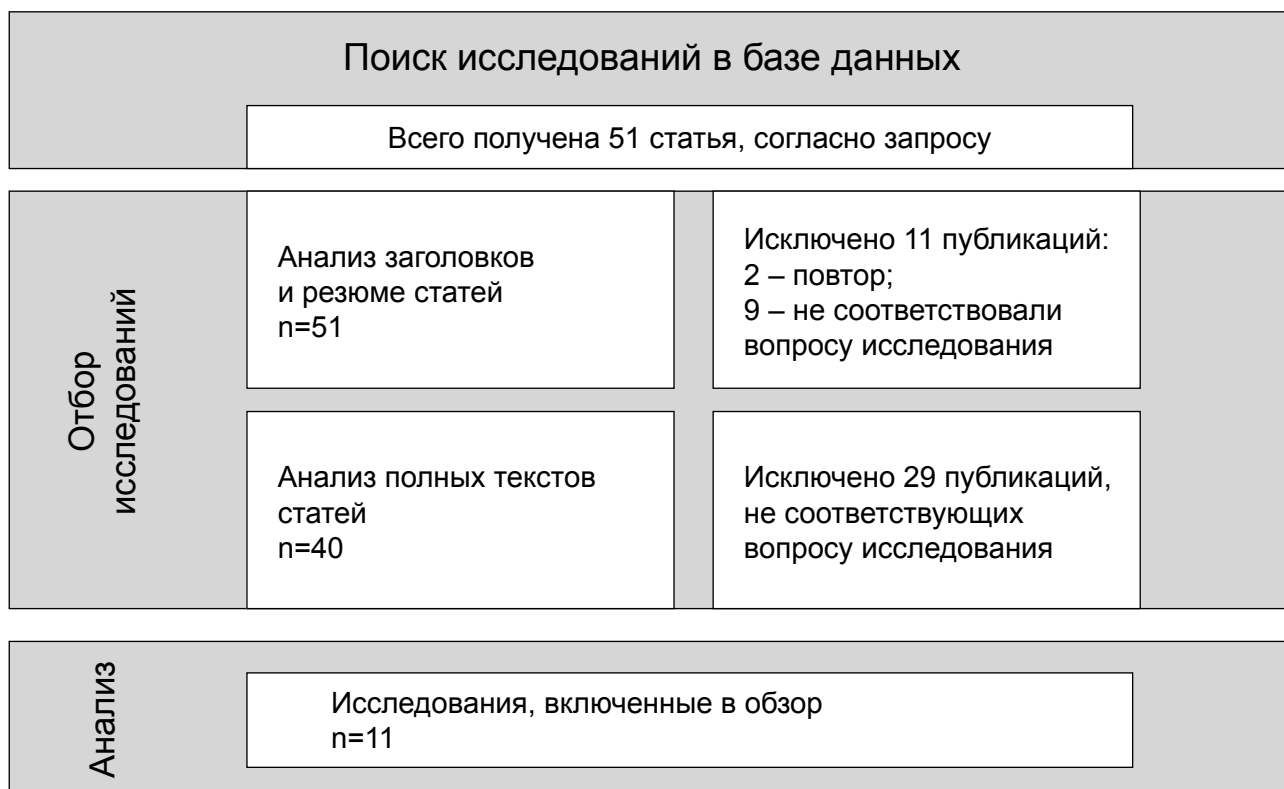 Поиск исследований в базе данных
Всего получена 51 статья, согласно запросу
Отбор
исследований
Анализ заголовков
и резюме статей
n=51
Исключено 11 публикаций:
2 – повтор;
9 – не соответствовали
вопросу исследования
Анализ полных текстов
статей
n=40
Исключено 29 публикаций,
не соответствующих
вопросу исследования
Анализ
Исследования, включенные в обзор
n=11